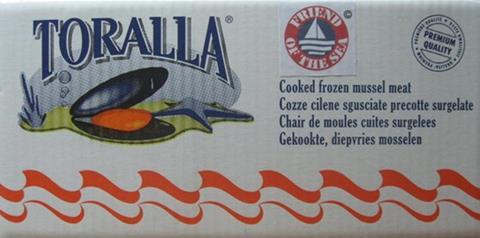 TORALLA®
FRIEND OF THE SEA ©
PREMIUM QUALITY
Cooked frozen mussel meat
Cozze cilene sgusciate precotte surgelate
Chair de moules cuites surgelees
Gekookte, diepvries mosselen